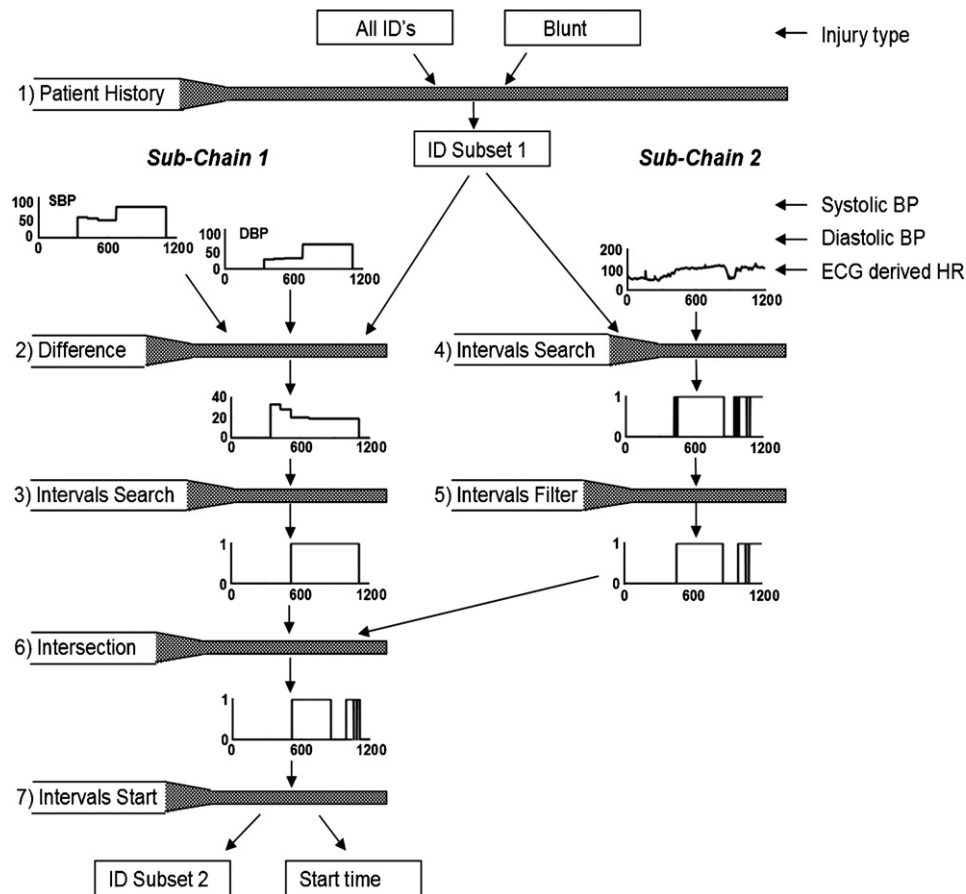 All ID's
Blunt
Injury type
1) Patient History
ID Subset 1
Sub-Chain 1
Sub-Chain 2
SBP
100
50
0
0 600 1200
DBP
100
50
0
0 600 1200
Systolic BP
Diastolic BP
ECG derived HR
200
100
0
0 600 1200
2) Difference
4) Intervals Search
40
20
0
0 600 1200
1
0
0 600 1200
3) Intervals Search
5) Intervals Filter
1
0
0 600 1200
1
0
0 600 1200
6) Intersection
1
0
0 600 1200
7) Intervals Start
ID Subset 2
Start time